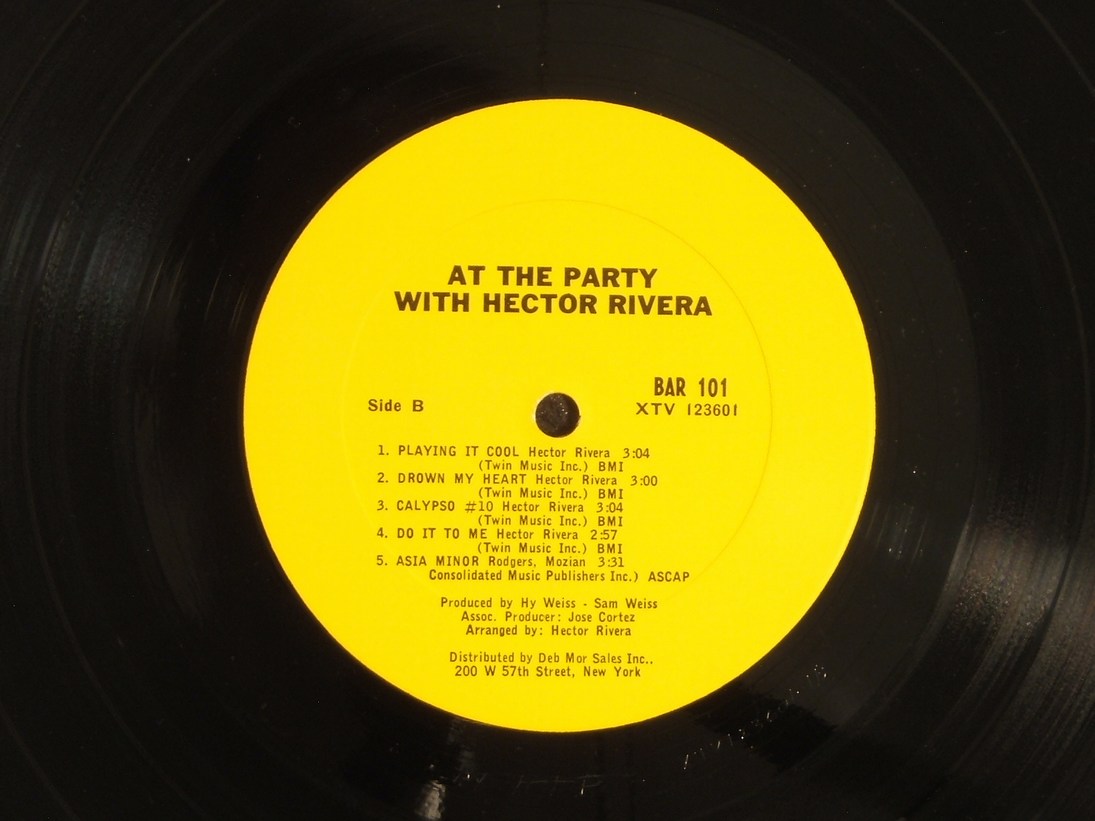 AT THE PARTY
WITH HECTOR RIVERA
BAR 101
Side B
XTV 123601
1. PLAYING IT COOL Hector Rivera 3:04
(Twin Music Inc.) BMI
2. DROWN MY HEART Hector Rivera 3:00
(Twin Music Inc.) BMI
3. CALYPSO #10 Hector Rivera 3:04
(Twin Music Inc.) BMI
4. DO IT TO ME Hector Rivera 2:57
(Twin Music Inc.) BMI
5. ASIA MINOR Rodgers, Mozian 3:31
Consolidated Music Publishers Inc.) ASCAP
Produced by Hy Weiss - Sam Weiss
Assoc. Producer: Jose Cortez
Arranged by: Hector Rivera
Distributed by Deb Mor Sales Inc..
200 W 57th Street, New York